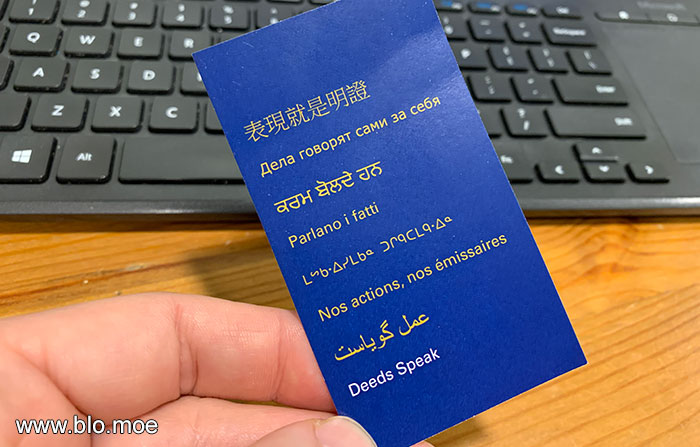 表現就是明證
Дела говорят сами за себя
ਕਰਮ ਬੋਲਦੇ ਹਨ
Parlano i fatti
Nos actions, nos émissaires
عمل گویاست
Deeds Speak
Alt
www.blo.moe